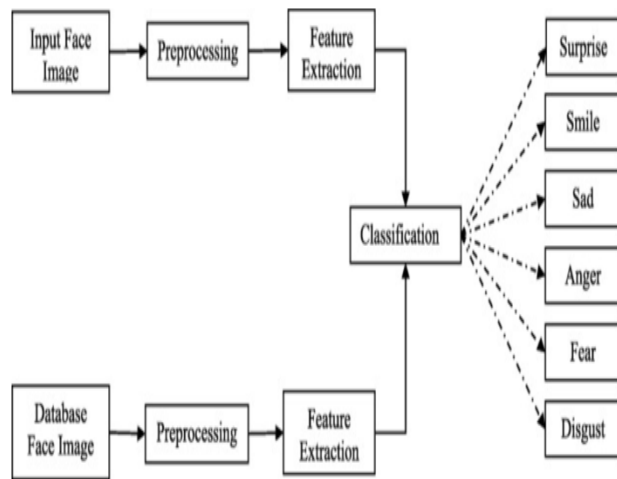 Input Face
Image
Preprocessing
Feature
Extraction
Classification
Surprise
Smile
Sad
Anger
Fear
Disgust
Database
Face Image
Preprocessing
Feature
Extraction